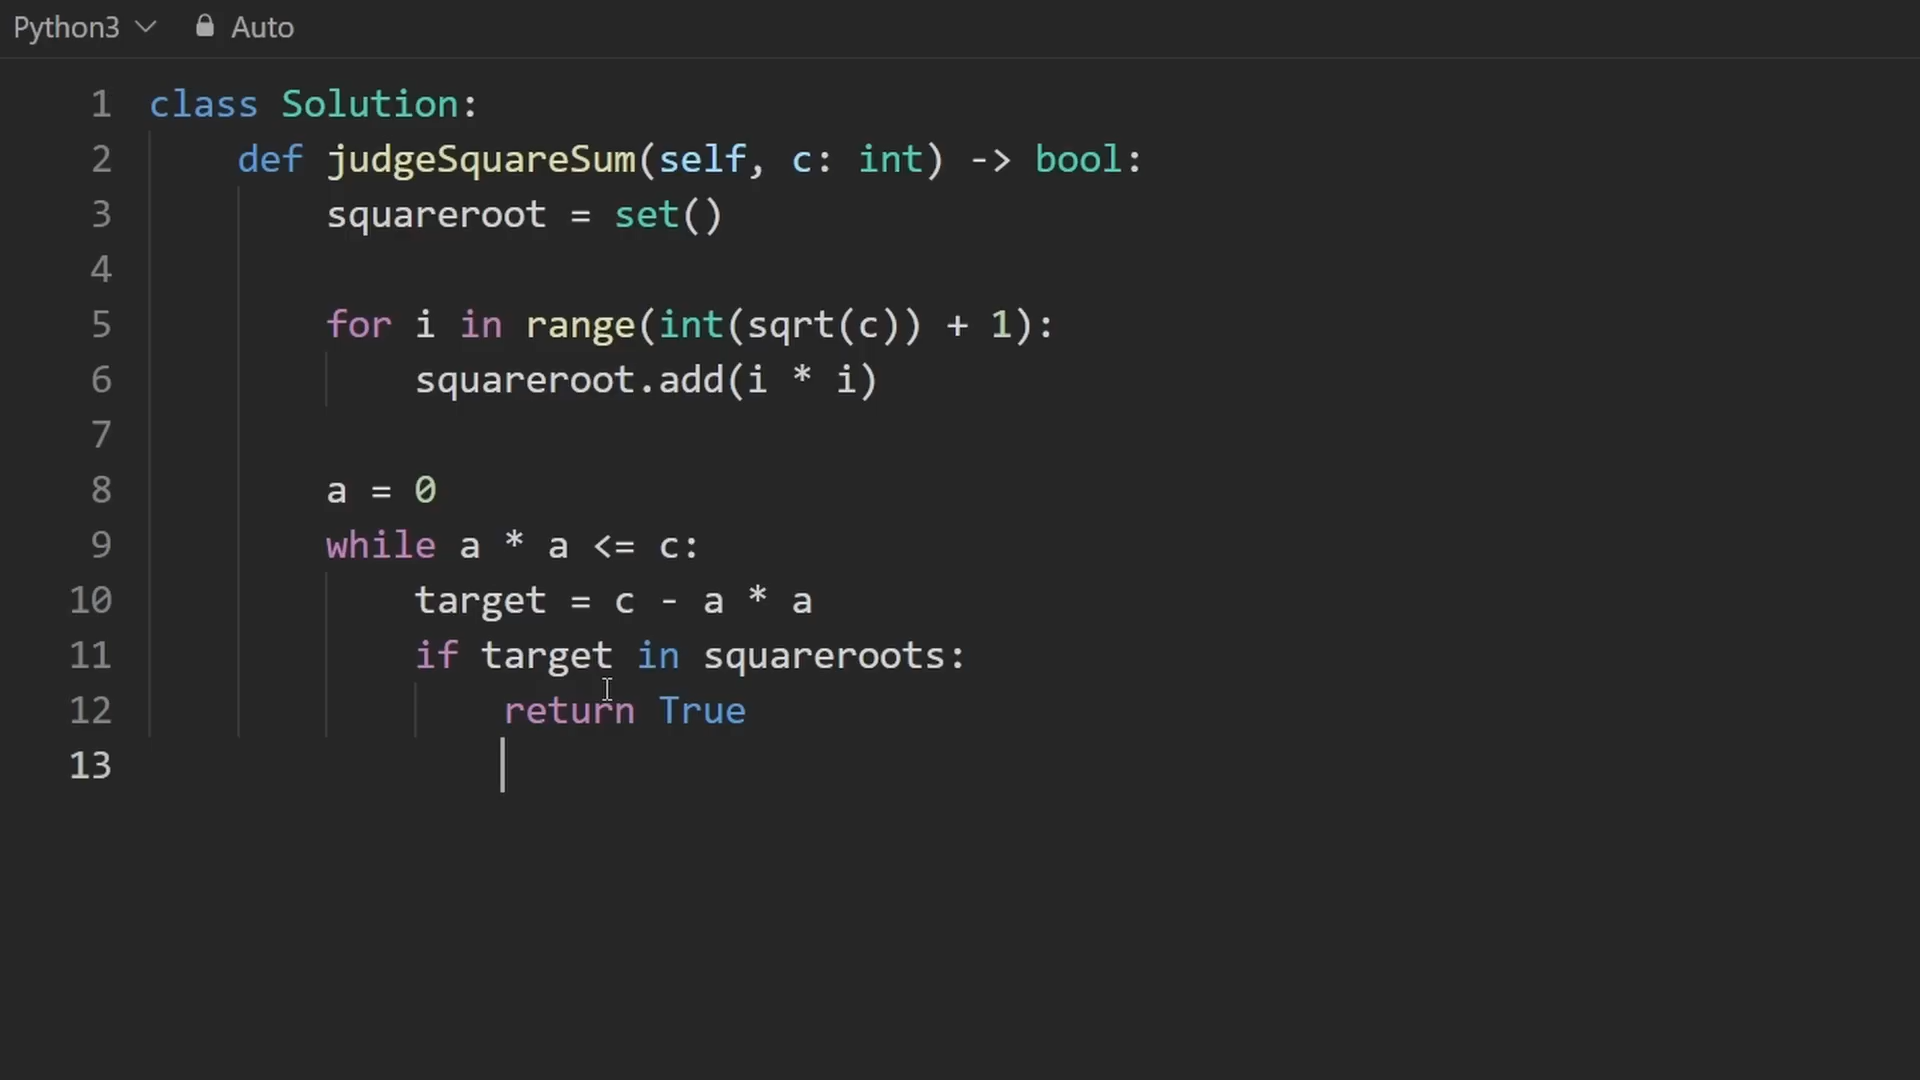 Python3 Auto
1 class Solution:
2 def judgeSquareSum(self, c: int) -> bool:
3 squareroot = set()
4
5 for i in range(int(sqrt(c)) + 1):
6 squareroot.add(i * i)
7
8 a = 0
9 while a * a <= c:
10 target = c - a * a
11 if target in squareroots:
12 return True
13